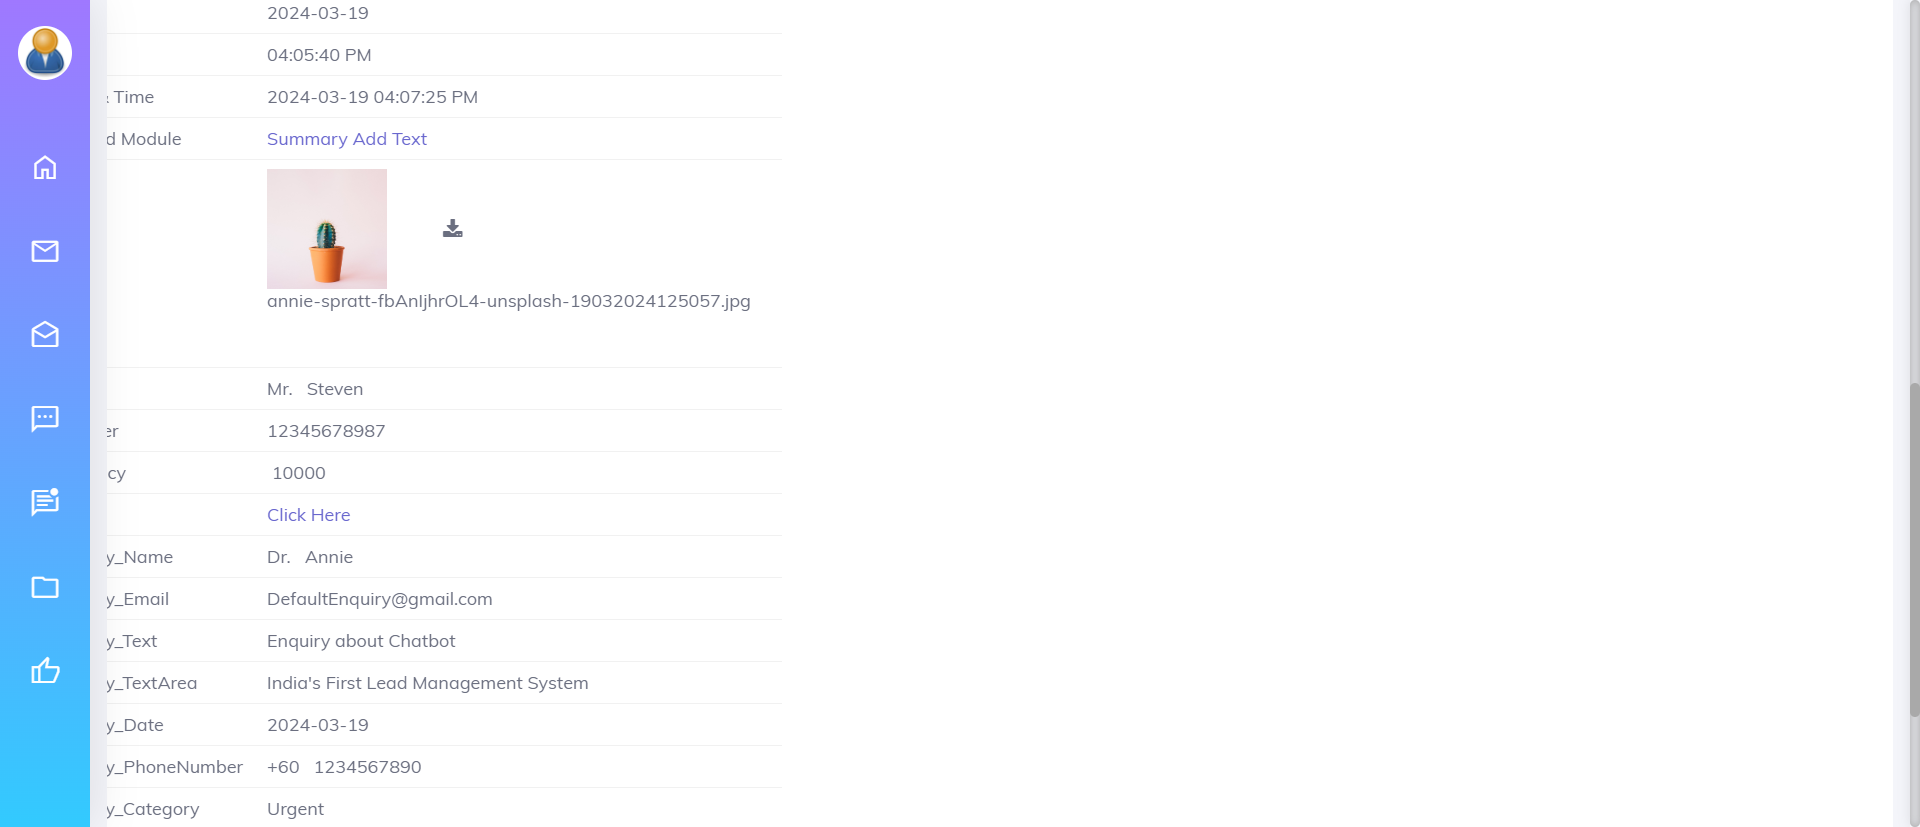 2024-03-19
04:05:40 PM
Time 2024-03-19 04:07:25 PM
d Module Summary Add Text
annie-spratt-fbAnIjhrOL4-unsplash-19032024125057.jpg
Mr. Steven
er 12345678987
cy 10000
Click Here
y_Name Dr. Annie
y_Email DefaultEnquiry@gmail.com
y_Text Enquiry about Chatbot
y_TextArea India's First Lead Management System
y_Date 2024-03-19
y_PhoneNumber +60 1234567890
y_Category Urgent